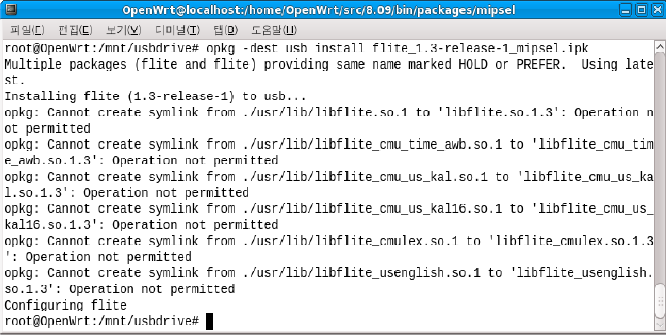 OpenWrt@localhost:/home/OpenWrt/src/8.09/bin/packages/mipsel
파일(F) 편집(E) 보기(V) 터미널(T) 탭(B) 도움말(H)
root@OpenWrt:/mnt/usbdrive# opkg -dest usb install flite_1.3-release-1_mipsel.ipk
Multiple packages (flite and flite) providing same name marked HOLD or PREFER.  Using late
st.
Installing flite (1.3-release-1) to usb...
opkg: Cannot create symlink from ./usr/lib/libflite.so.1 to 'libflite.so.1.3': Operation n
ot permitted
opkg: Cannot create symlink from ./usr/lib/libflite_cmu_time_awb.so.1 to 'libflite_cmu_tim
e_awb.so.1.3': Operation not permitted
opkg: Cannot create symlink from ./usr/lib/libflite_cmu_us_kal.so.1 to 'libflite_cmu_us_ka
l.so.1.3': Operation not permitted
opkg: Cannot create symlink from ./usr/lib/libflite_cmu_us_kal16.so.1 to 'libflite_cmu_us_
kal16.so.1.3': Operation not permitted
opkg: Cannot create symlink from ./usr/lib/libflite_cmulex.so.1 to 'libflite_cmulex.so.1.3
': Operation not permitted
opkg: Cannot create symlink from ./usr/lib/libflite_usenglish.so.1 to 'libflite_usenglish.
so.1.3': Operation not permitted
Configuring flite
root@OpenWrt:/mnt/usbdrive#